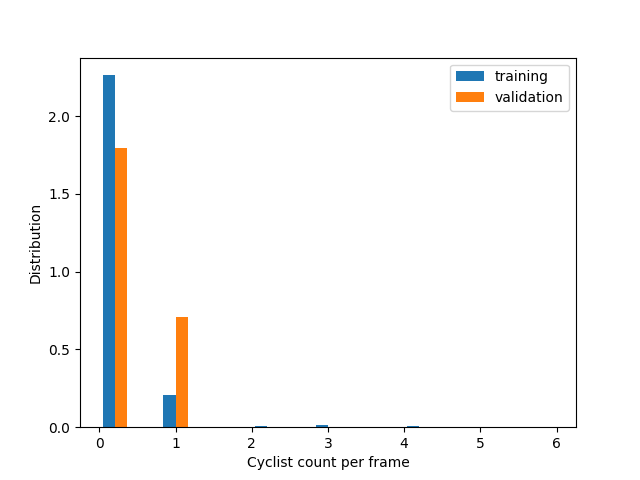 training
validation
2.0
1.5
1.0
0.5
0.0
Distribution
0 1 2 3 4 5 6
Cyclist count per frame